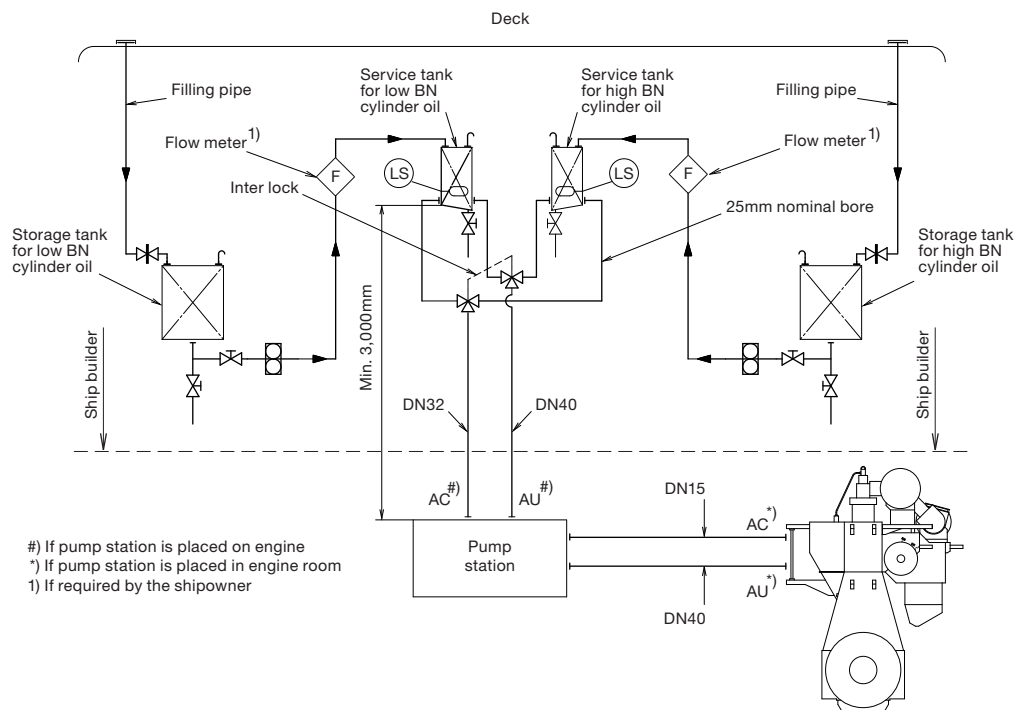 Deck
Filling pipe
Service tank
for low BN
cylinder oil
Service tank
for high BN
cylinder oil
Filling pipe
Flow meter 1)
Flow meter 1)
F
LS
LS
F
Inter lock
25mm nominal bore
Storage tank
for low BN
cylinder oil
Storage tank
for high BN
cylinder oil
Min. 3,000mm
Ship builder
Ship builder
DN32
DN40
AC #)
AU #)
DN15
AC *)
Pump
station
AU *)
DN40
#) If pump station is placed on engine
*) If pump station is placed in engine room
1) If required by the shipowner